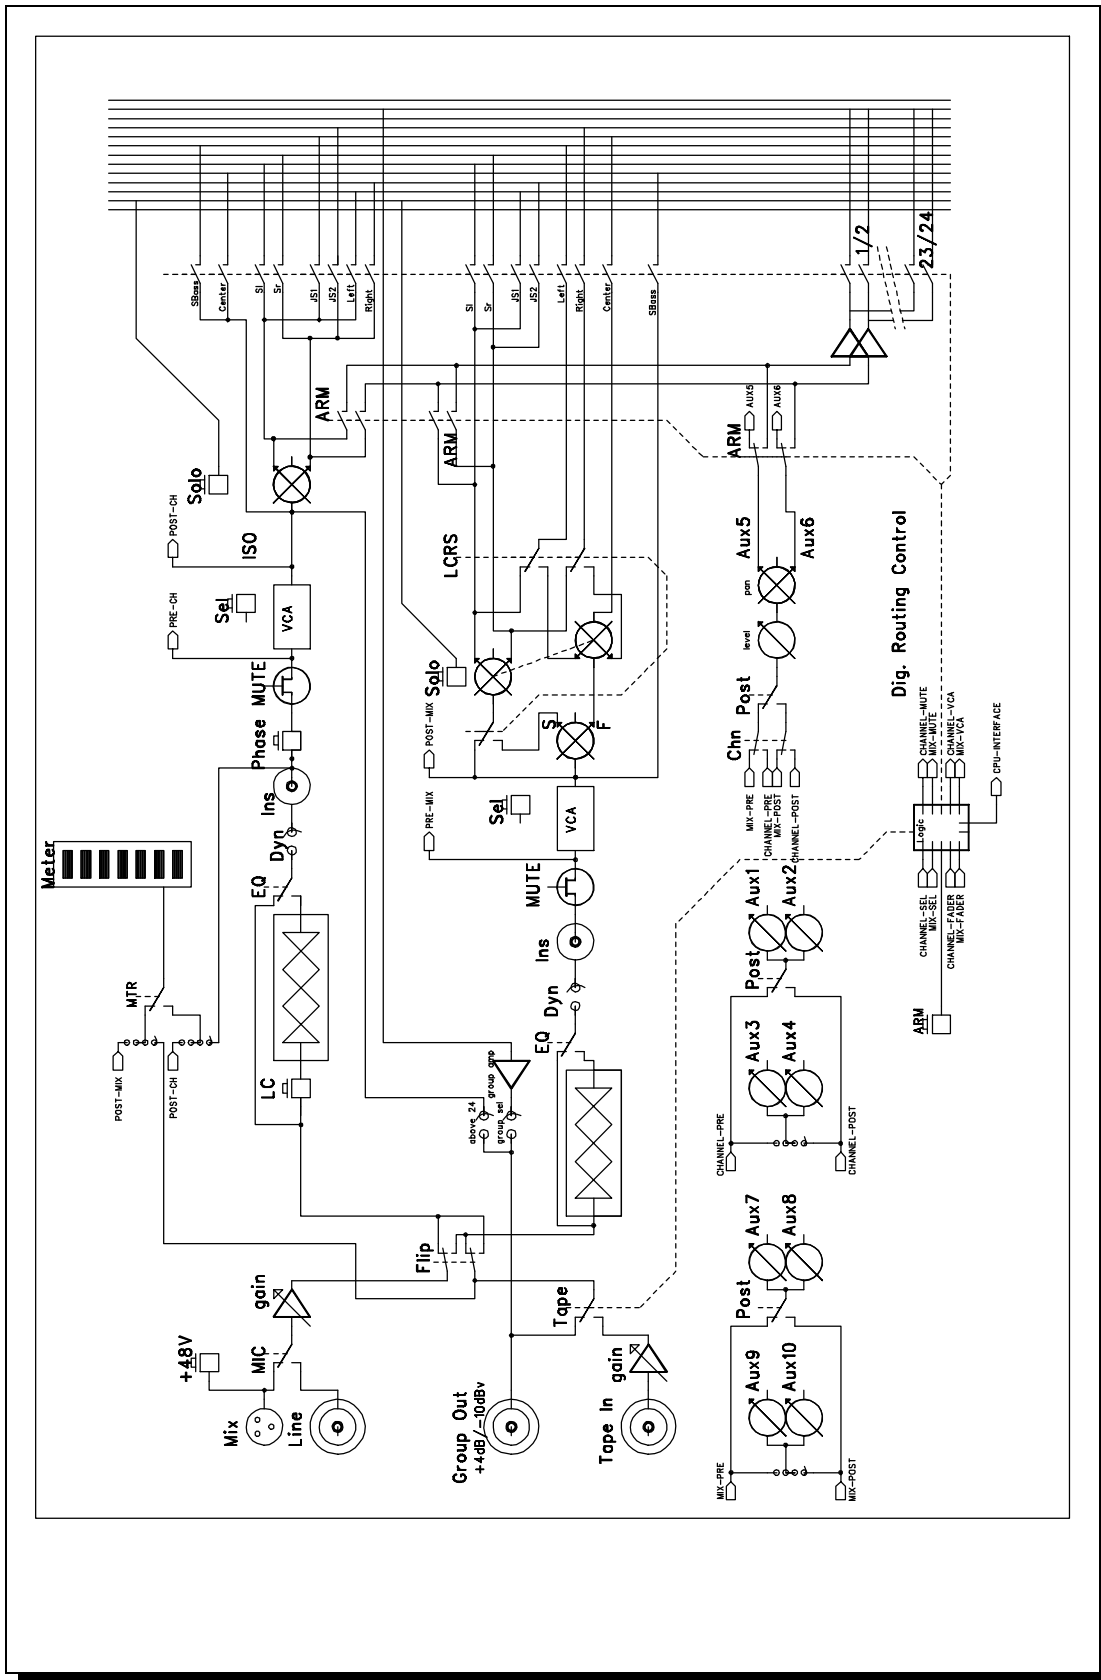 1/2
23/24
SBass
Center
Sl
Sr
JS1
JS2
Left
Right
Sl
Sr
JS1
JS2
Left
Right
Center
SBass
ARM
ARM
ARM
AUX5
AUX6
Solo
POST-CH
ISO
LCRS
Aux5
Aux6
pan
level
Dig. Routing Control
PRE-CH
Sel
VCA
MUTE
Phase
Ins
Dyn
EQ
Solo
POST-MIX
S
F
PRE-MIX
Sel
VCA
MUTE
Ins
Dyn
EQ
Post
Chn
MIX-PRE
CHANNEL-PRE
MIX-POST
CHANNEL-POST
CHANNEL-MUTE
MIX-MUTE
CHANNEL-VCA
MIX-VCA
CPU-INTERFACE
Logic
CHANNEL-SEL
MIX-SEL
CHANNEL-FADER
MIX-FADER
ARM
Meter
MTR
POST-MIX
POST-CH
LC
group amp
above 24
group sel
Aux1
Aux2
Post
Aux3
Aux4
CHANNEL-PRE
CHANNEL-POST
Flip
gain
+48V
MIC
Mix
Line
Tape
gain
Group Out
+4dB/-10dBv
Tape In
Aux7
Aux8
Post
Aux9
Aux10
MIX-PRE
MIX-POST